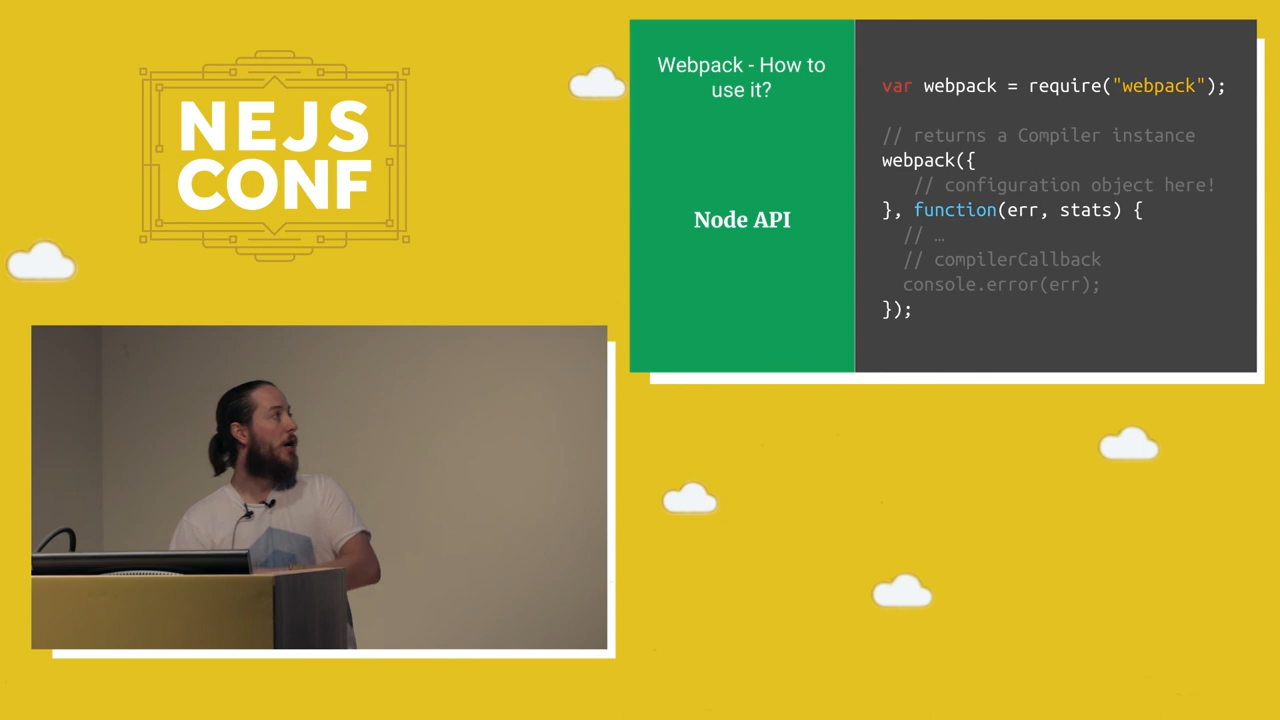 NEJS
CONF
Webpack - How to
use it?
Node API
var webpack = require("webpack");
// returns a Compiler instance
webpack({
// configuration object here!
}, function(err, stats) {
// …
// compilerCallback
console.error(err);
});